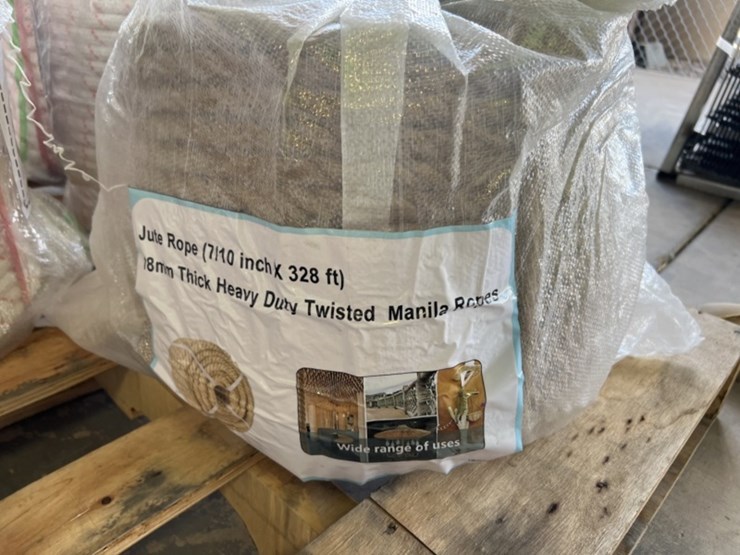 Jute Rope (7/10 inch x 328 ft)
18mm Thick Heavy Duty Twisted Manila Ropes
Wide range of uses